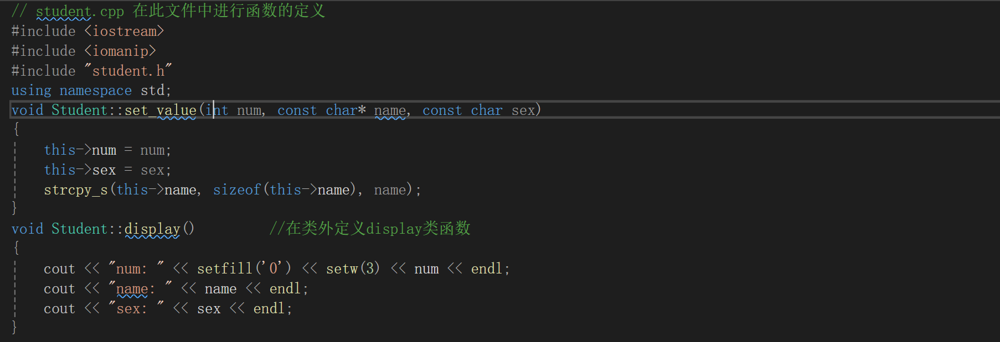 // student.cpp 在此文件中进行函数的定义
#include <iostream>
#include <iomanip>
#include "student.h"
using namespace std;
void Student::set_value(int num, const char* name, const char sex)
{
    this->num = num;
    this->sex = sex;
    strcpy_s(this->name, sizeof(this->name), name);
}
void Student::display()         //在类外定义display类函数
{
    cout << "num: " << setfill('0') << setw(3) << num << endl;
    cout << "name: " << name << endl;
    cout << "sex: " << sex << endl;
}